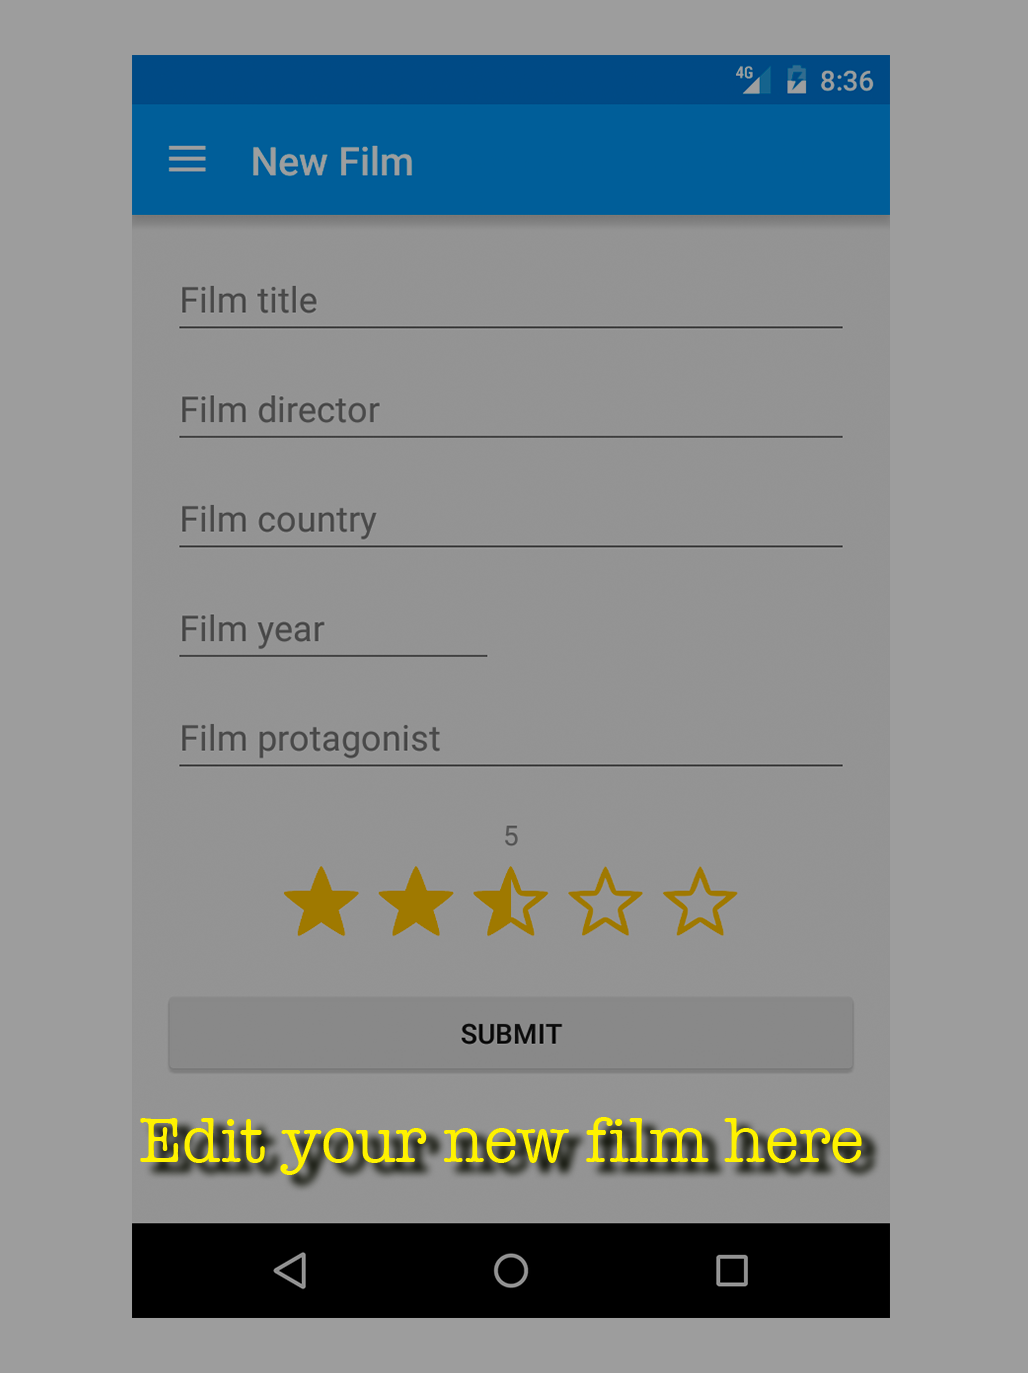 4G 8:36
New Film
Film title
Film director
Film country
Film year
Film protagonist
5
SUBMIT
Edit your new film here